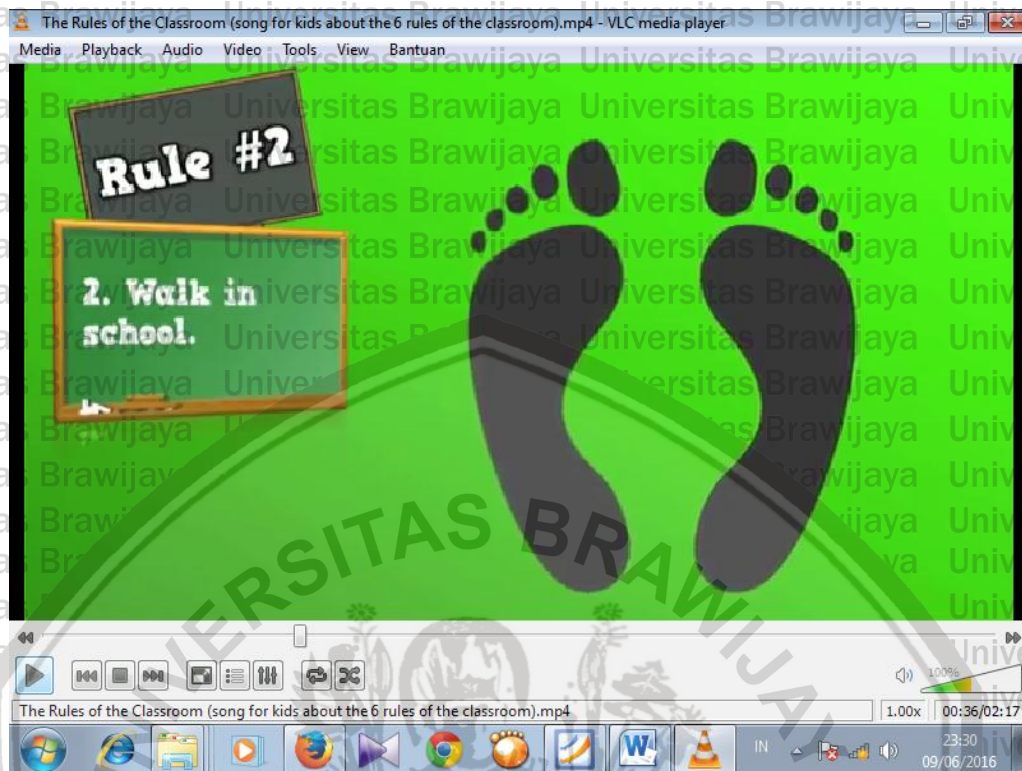 The Rules of the Classroom (song for kids about the 6 rules of the classroom).mp4 - VLC media player
Media Playback Audio Video Tools View Bantuan
Rule #2
2. Walk in
school.
UNIVERSITAS BRAWIJAYA
100%
The Rules of the Classroom (song for kids about the 6 rules of the classroom).mp4
1.00x 00:36/02:17
IN
23:30
09/06/2016
Universitas Brawijaya Universitas Brawijaya